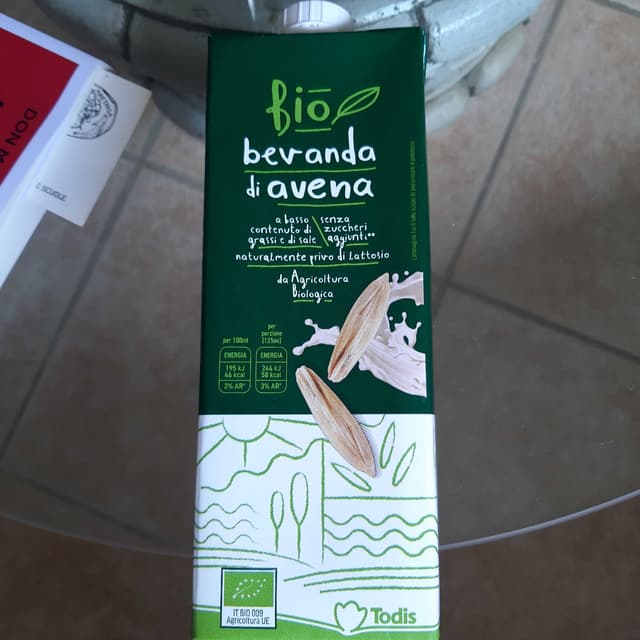 Bio
bevanda
di avena
a basso
contenuto di
grassi e di sale
senza
zuccheri
aggiunti**
naturalmente privo di lattosio
da Agricoltura
Biologica
per 100ml
ENERGIA
195 kJ
46 kcal
2% AR*
per
porzione
(125ml)
ENERGIA
244 kJ
58 kcal
3% AR*
IT BIO 009
Agricoltura UE
Todis
DON M
SCUOLE